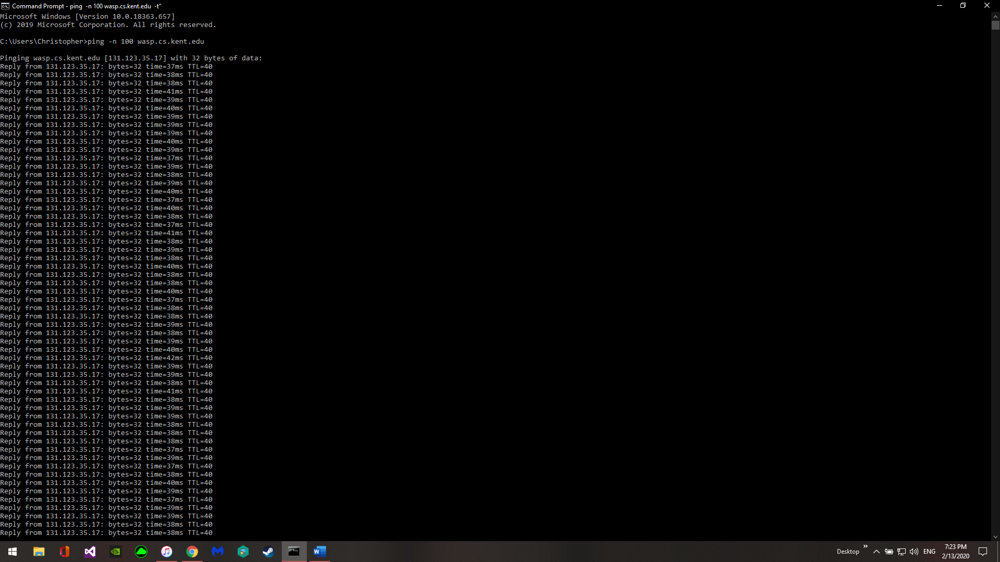 Command Prompt - ping  -n 100 wasp.cs.kent.edu  -t"
Microsoft Windows [Version 10.0.18363.657]
(c) 2019 Microsoft Corporation. All rights reserved.
C:\Users\Christopher>ping -n 100 wasp.cs.kent.edu
Pinging wasp.cs.kent.edu [131.123.35.17] with 32 bytes of data:
Reply from 131.123.35.17: bytes=32 time=37ms TTL=40
Reply from 131.123.35.17: bytes=32 time=38ms TTL=40
Reply from 131.123.35.17: bytes=32 time=38ms TTL=40
Reply from 131.123.35.17: bytes=32 time=41ms TTL=40
Reply from 131.123.35.17: bytes=32 time=39ms TTL=40
Reply from 131.123.35.17: bytes=32 time=40ms TTL=40
Reply from 131.123.35.17: bytes=32 time=39ms TTL=40
Reply from 131.123.35.17: bytes=32 time=39ms TTL=40
Reply from 131.123.35.17: bytes=32 time=39ms TTL=40
Reply from 131.123.35.17: bytes=32 time=40ms TTL=40
Reply from 131.123.35.17: bytes=32 time=39ms TTL=40
Reply from 131.123.35.17: bytes=32 time=37ms TTL=40
Reply from 131.123.35.17: bytes=32 time=39ms TTL=40
Reply from 131.123.35.17: bytes=32 time=38ms TTL=40
Reply from 131.123.35.17: bytes=32 time=39ms TTL=40
Reply from 131.123.35.17: bytes=32 time=40ms TTL=40
Reply from 131.123.35.17: bytes=32 time=37ms TTL=40
Reply from 131.123.35.17: bytes=32 time=40ms TTL=40
Reply from 131.123.35.17: bytes=32 time=38ms TTL=40
Reply from 131.123.35.17: bytes=32 time=37ms TTL=40
Reply from 131.123.35.17: bytes=32 time=41ms TTL=40
Reply from 131.123.35.17: bytes=32 time=38ms TTL=40
Reply from 131.123.35.17: bytes=32 time=39ms TTL=40
Reply from 131.123.35.17: bytes=32 time=38ms TTL=40
Reply from 131.123.35.17: bytes=32 time=40ms TTL=40
Reply from 131.123.35.17: bytes=32 time=38ms TTL=40
Reply from 131.123.35.17: bytes=32 time=38ms TTL=40
Reply from 131.123.35.17: bytes=32 time=40ms TTL=40
Reply from 131.123.35.17: bytes=32 time=37ms TTL=40
Reply from 131.123.35.17: bytes=32 time=38ms TTL=40
Reply from 131.123.35.17: bytes=32 time=38ms TTL=40
Reply from 131.123.35.17: bytes=32 time=39ms TTL=40
Reply from 131.123.35.17: bytes=32 time=38ms TTL=40
Reply from 131.123.35.17: bytes=32 time=39ms TTL=40
Reply from 131.123.35.17: bytes=32 time=40ms TTL=40
Reply from 131.123.35.17: bytes=32 time=42ms TTL=40
Reply from 131.123.35.17: bytes=32 time=39ms TTL=40
Reply from 131.123.35.17: bytes=32 time=39ms TTL=40
Reply from 131.123.35.17: bytes=32 time=38ms TTL=40
Reply from 131.123.35.17: bytes=32 time=41ms TTL=40
Reply from 131.123.35.17: bytes=32 time=38ms TTL=40
Reply from 131.123.35.17: bytes=32 time=39ms TTL=40
Reply from 131.123.35.17: bytes=32 time=39ms TTL=40
Reply from 131.123.35.17: bytes=32 time=38ms TTL=40
Reply from 131.123.35.17: bytes=32 time=38ms TTL=40
Reply from 131.123.35.17: bytes=32 time=38ms TTL=40
Reply from 131.123.35.17: bytes=32 time=37ms TTL=40
Reply from 131.123.35.17: bytes=32 time=39ms TTL=40
Reply from 131.123.35.17: bytes=32 time=37ms TTL=40
Reply from 131.123.35.17: bytes=32 time=38ms TTL=40
Reply from 131.123.35.17: bytes=32 time=40ms TTL=40
Reply from 131.123.35.17: bytes=32 time=39ms TTL=40
Reply from 131.123.35.17: bytes=32 time=37ms TTL=40
Reply from 131.123.35.17: bytes=32 time=39ms TTL=40
Reply from 131.123.35.17: bytes=32 time=39ms TTL=40
Reply from 131.123.35.17: bytes=32 time=38ms TTL=40
Reply from 131.123.35.17: bytes=32 time=38ms TTL=40
Desktop » ENG 7:23 PM
2/13/2020